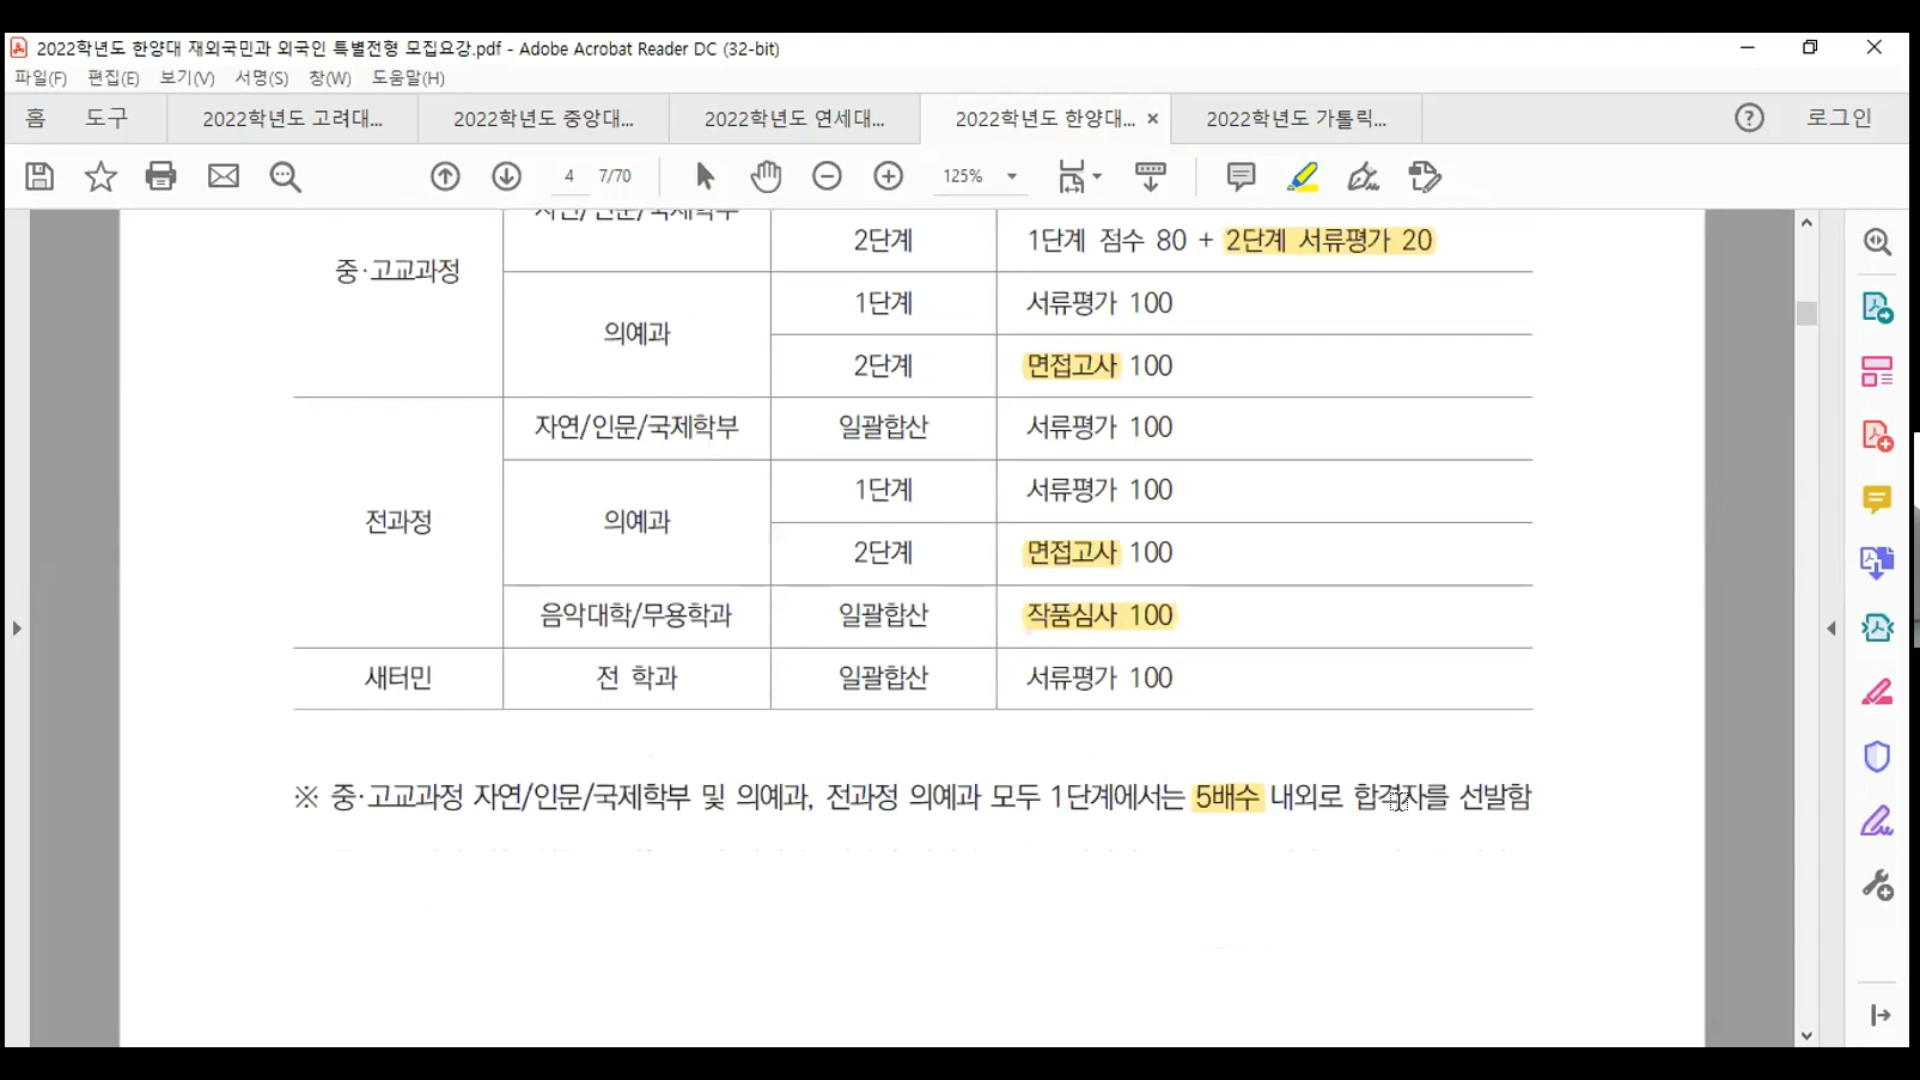 2022학년도 한양대 재외국민과 외국인 특별전형 모집요강.pdf - Adobe Acrobat Reader DC (32-bit)
파일(F) 편집(E) 보기(V) 서명(S) 창(W) 도움말(H)
홈 도구 2022학년도 고려대... 2022학년도 중앙대... 2022학년도 연세대... 2022학년도 한양대... 2022학년도 가톨릭... 로그인
4 7/70 125%
자연/인문/국제학부
2단계 1단계 점수 80 + 2단계 서류평가 20
중·고교과정
1단계 서류평가 100
의예과
2단계 면접고사 100
자연/인문/국제학부 일괄합산 서류평가 100
1단계 서류평가 100
전과정 의예과
2단계 면접고사 100
음악대학/무용학과 일괄합산 작품심사 100
새터민 전 학과 일괄합산 서류평가 100
※ 중·고교과정 자연/인문/국제학부 및 의예과, 전과정 의예과 모두 1단계에서는 5배수 내외로 합격자를 선발함